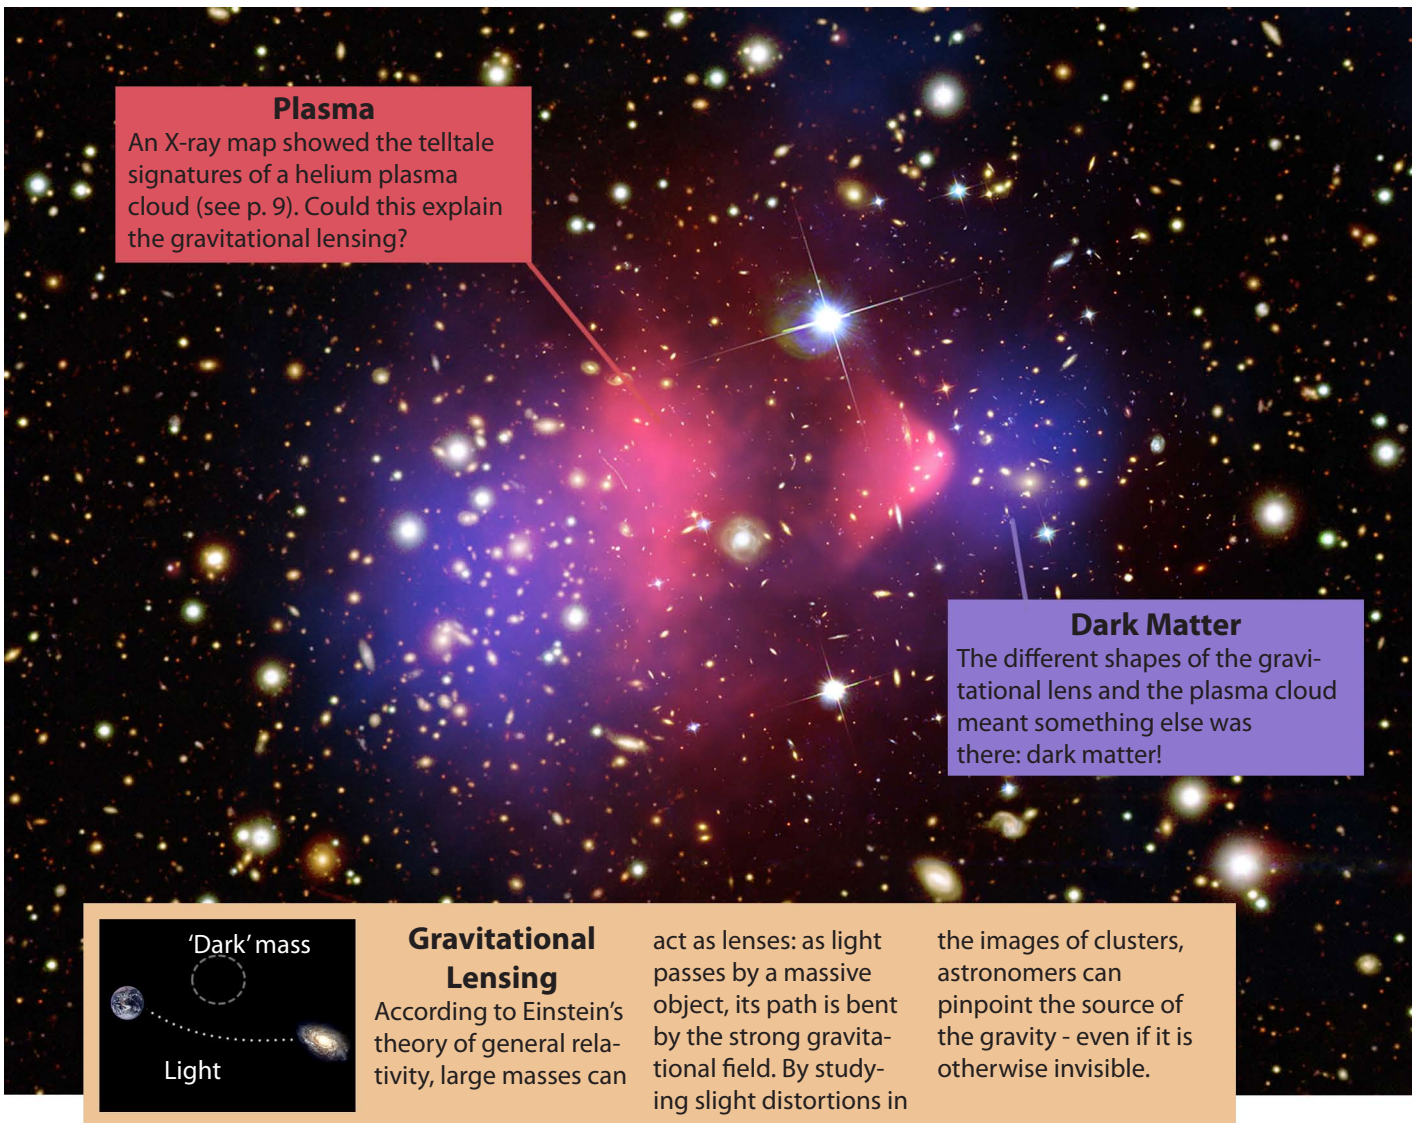 Plasma
An X-ray map showed the telltale
signatures of a helium plasma
cloud (see p. 9). Could this explain
the gravitational lensing?
Dark Matter
The different shapes of the gravi-
tational lens and the plasma cloud
meant something else was
there: dark matter!
'Dark' mass
Light
Gravitational
Lensing
According to Einstein's
theory of general rela-
tivity, large masses can
act as lenses: as light
passes by a massive
object, its path is bent
by the strong gravita-
tional field. By study-
ing slight distortions in
the images of clusters,
astronomers can
pinpoint the source of
the gravity - even if it is
otherwise invisible.